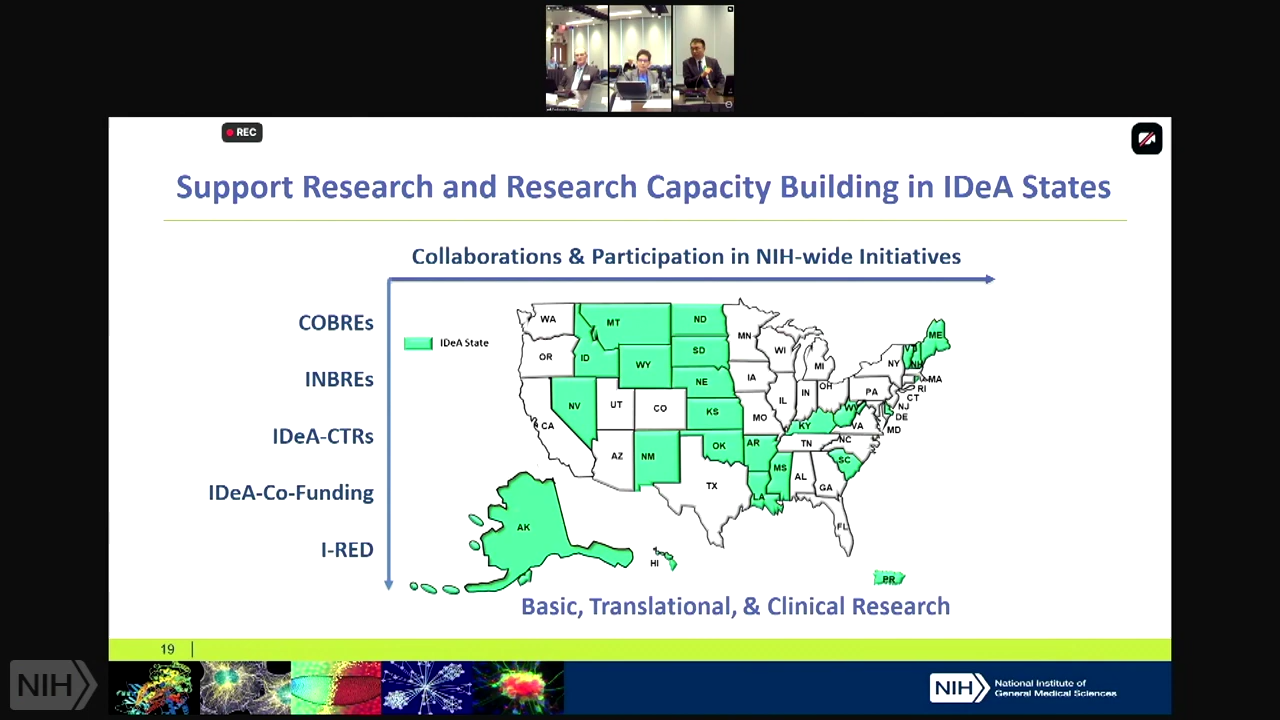 REC
Support Research and Research Capacity Building in IDeA States
Collaborations & Participation in NIH-wide Initiatives
COBREs
INBREs
IDeA-CTRs
IDeA-Co-Funding
I-RED
IDeA State
WA
MT
ND
MN
ME
OR
ID
SD
WI
MI
NY
VT
NH
WY
MA
RI
CT
NJ
DE
MD
NV
UT
CO
NE
IA
IL
IN
OH
PA
CA
KS
MO
KY
WV
VA
AZ
NM
OK
AR
TN
NC
SC
TX
LA
MS
AL
GA
FL
AK
HI
PR
Basic, Translational, & Clinical Research
19
NIH
NIH
National Institute of
General Medical Sciences